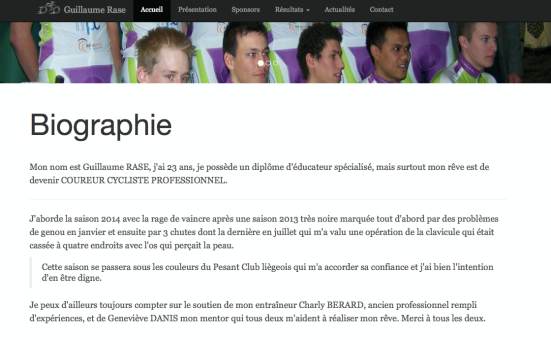 Guillaume Rase Accueil Présentation Sponsors Résultats Actualités Contact
Biographie
Mon nom est Guillaume RASE, j'ai 23 ans, je possède un diplôme d'éducateur spécialisé, mais surtout mon rêve est de
devenir COUREUR CYCLISTE PROFESSIONNEL.
J'aborde la saison 2014 avec la rage de vaincre après une saison 2013 très noire marquée tout d'abord par des problèmes
de genou en janvier et ensuite par 3 chutes dont la dernière en juillet qui m'a valu une opération de la clavicule qui était
cassée à quatre endroits avec l'os qui perçait la peau.
Cette saison se passera sous les couleurs du Pesant Club liègeois qui m'a accorder sa confiance et j'ai bien l'intention
d'en être digne.
Je peux d'ailleurs toujours compter sur le soutien de mon entraîneur Charly BERARD, ancien professionnel rempli
d'expériences, et de Geneviève DANIS mon mentor qui tous deux m'aident à réaliser mon rêve. Merci à tous les deux.